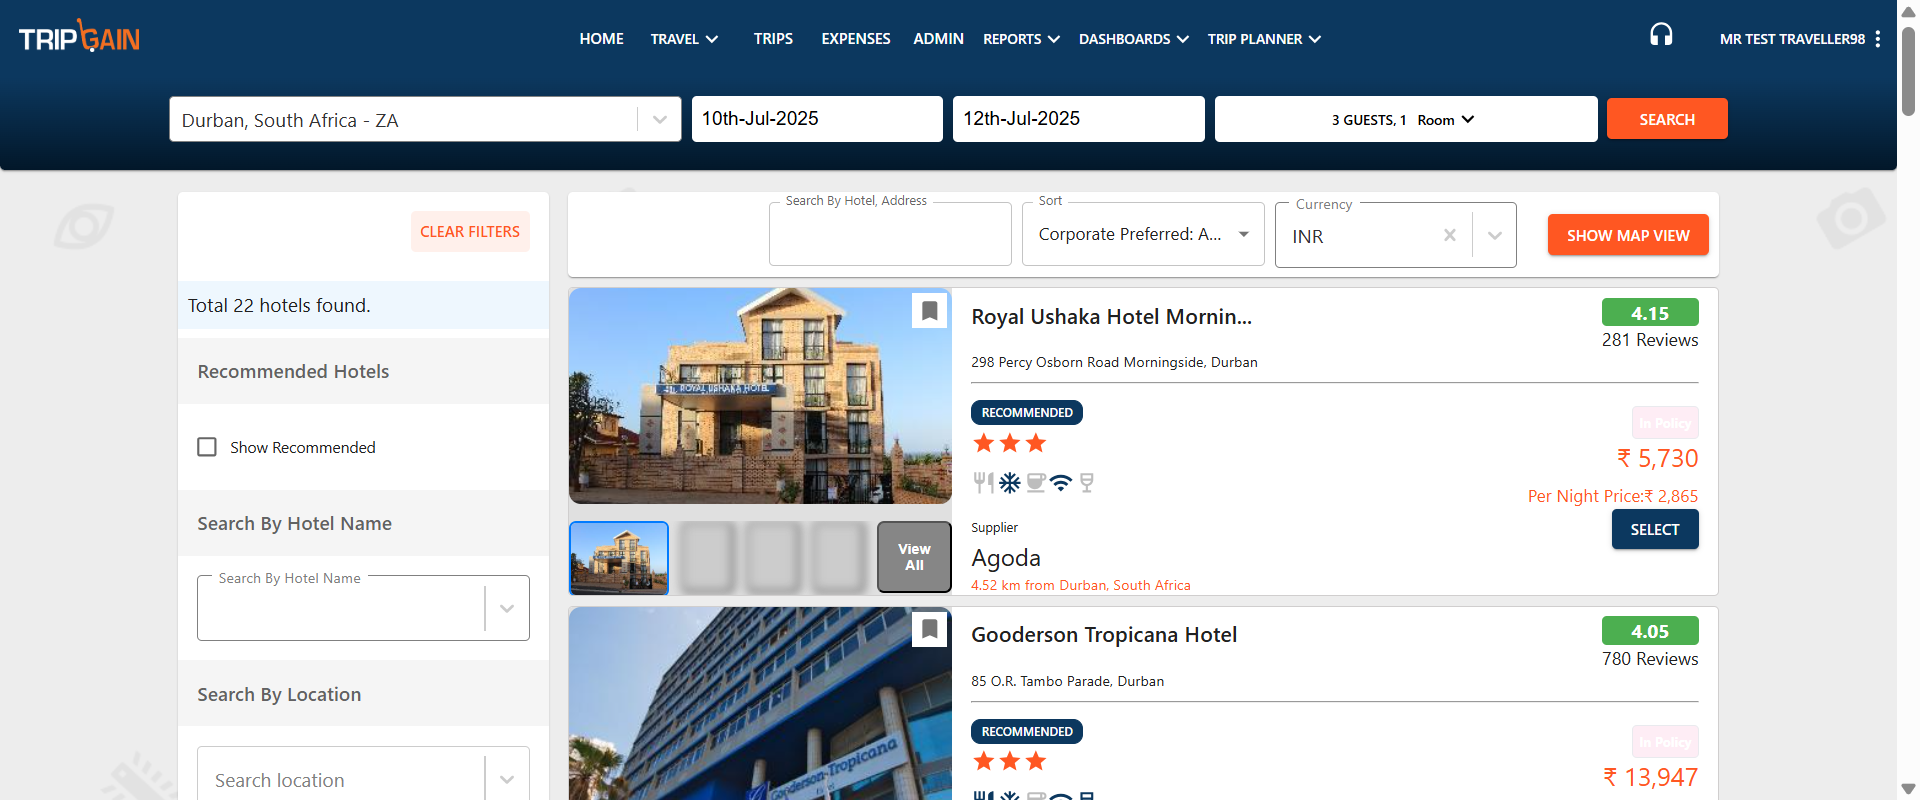 TRIPGAIN
HOME TRAVEL TRIPS EXPENSES ADMIN REPORTS DASHBOARDS TRIP PLANNER
MR TEST TRAVELLER98
Durban, South Africa - ZA
10th-Jul-2025
12th-Jul-2025
3 GUESTS, 1 Room
SEARCH
CLEAR FILTERS
Total 22 hotels found.
Recommended Hotels
Show Recommended
Search By Hotel Name
Search By Hotel Name
Search By Location
Search location
Search By Hotel, Address
Sort
Corporate Preferred: A...
Currency
INR
SHOW MAP VIEW
ROYAL USHAKA HOTEL
View
All
Royal Ushaka Hotel Mornin...
4.15
281 Reviews
298 Percy Osborn Road Morningside, Durban
RECOMMENDED
In Policy
₹ 5,730
Per Night Price:₹ 2,865
SELECT
Supplier
Agoda
4.52 km from Durban, South Africa
Gooderson Tropicana
Hotel
Gooderson Tropicana Hotel
4.05
780 Reviews
85 O.R. Tambo Parade, Durban
RECOMMENDED
In Policy
₹ 13,947